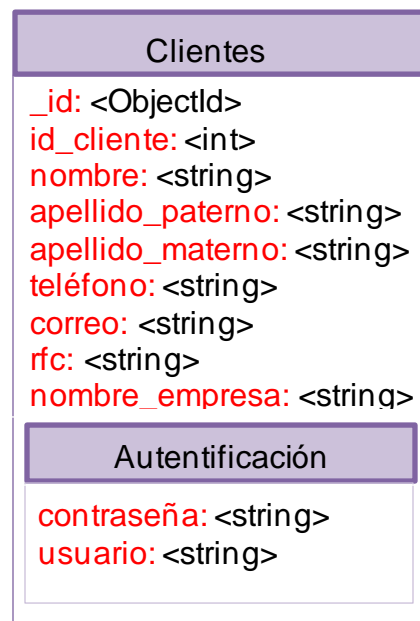 Clientes
_id: <ObjectId>
id_cliente: <int>
nombre: <string>
apellido_paterno: <string>
apellido_materno: <string>
teléfono: <string>
correo: <string>
rfc: <string>
nombre_empresa: <string>
Autentificación
contraseña: <string>
usuario: <string>